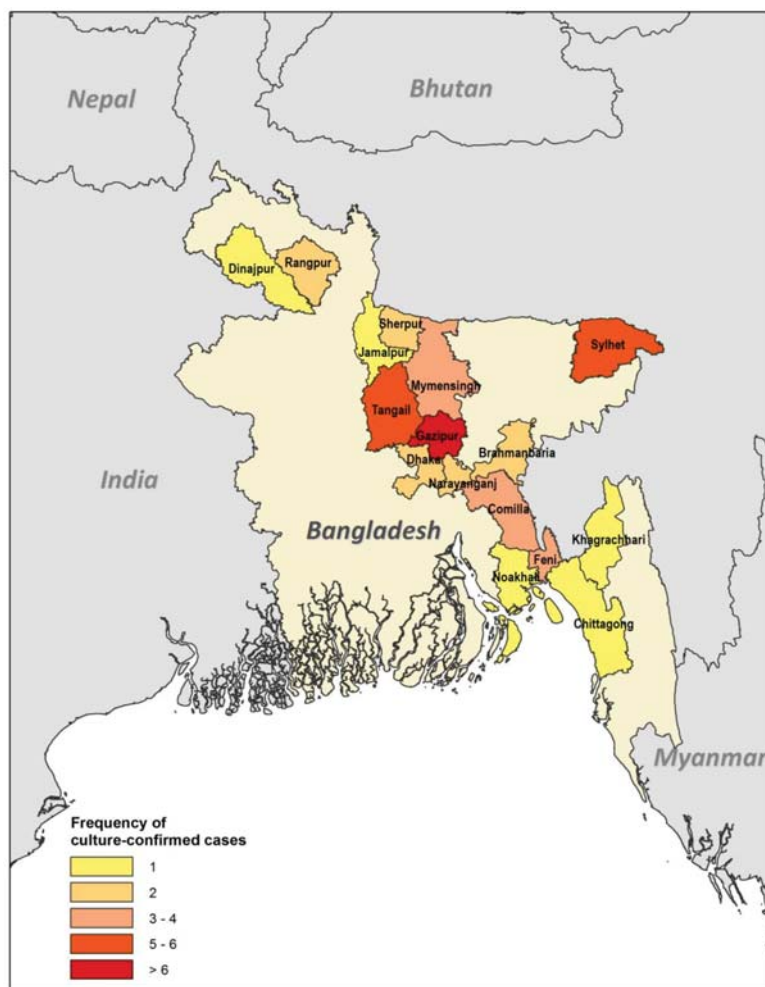 Nepal
Bhutan
Dinajpur
Rangpur
Sherpur
Jamalpur
Sylhet
Mymensingh
Tangail
Gazipur
Dhaka
Brahmanbaria
India
Narayanganj
Comilla
Bangladesh
Khagrachhari
Feni
Noakhali
Chittagong
Myanmar
Frequency of
culture-confirmed cases
1
2
3 - 4
5 - 6
> 6